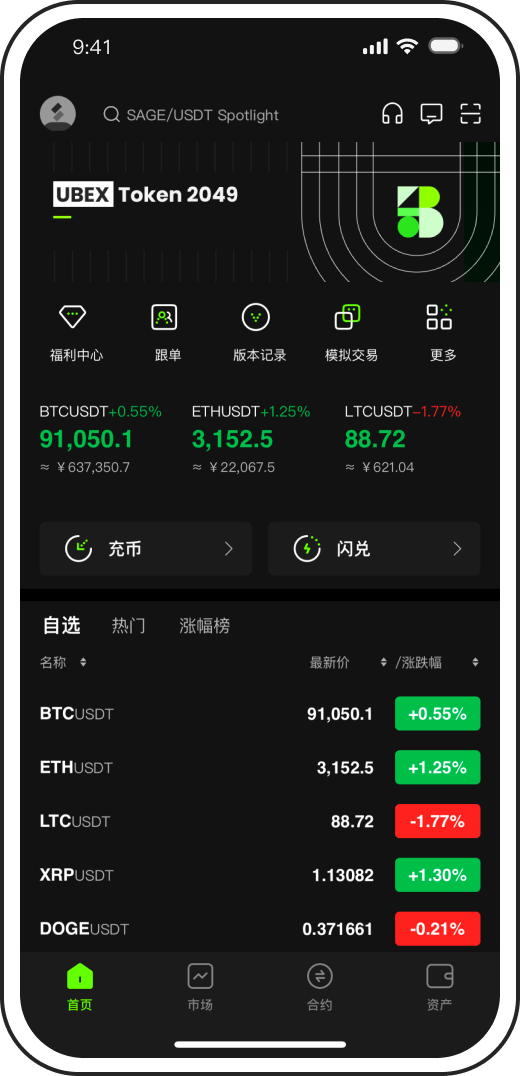 9:41
SAGE/USDT Spotlight
UBEX Token 2049
福利中心 跟单 版本记录 模拟交易 更多
BTCUSDT+0.55% ETHUSDT+1.25% LTCUSDT−1.77%
91,050.1 3,152.5 88.72
≈ ¥637,350.7 ≈ ¥22,067.5 ≈ ¥621.04
充币 闪兑
自选 热门 涨幅榜
名称 最新价 /涨跌幅
BTCUSDT 91,050.1 +0.55%
ETHUSDT 3,152.5 +1.25%
LTCUSDT 88.72 -1.77%
XRPUSDT 1.13082 +1.30%
DOGEUSDT 0.371661 -0.21%
首页 市场 合约 资产